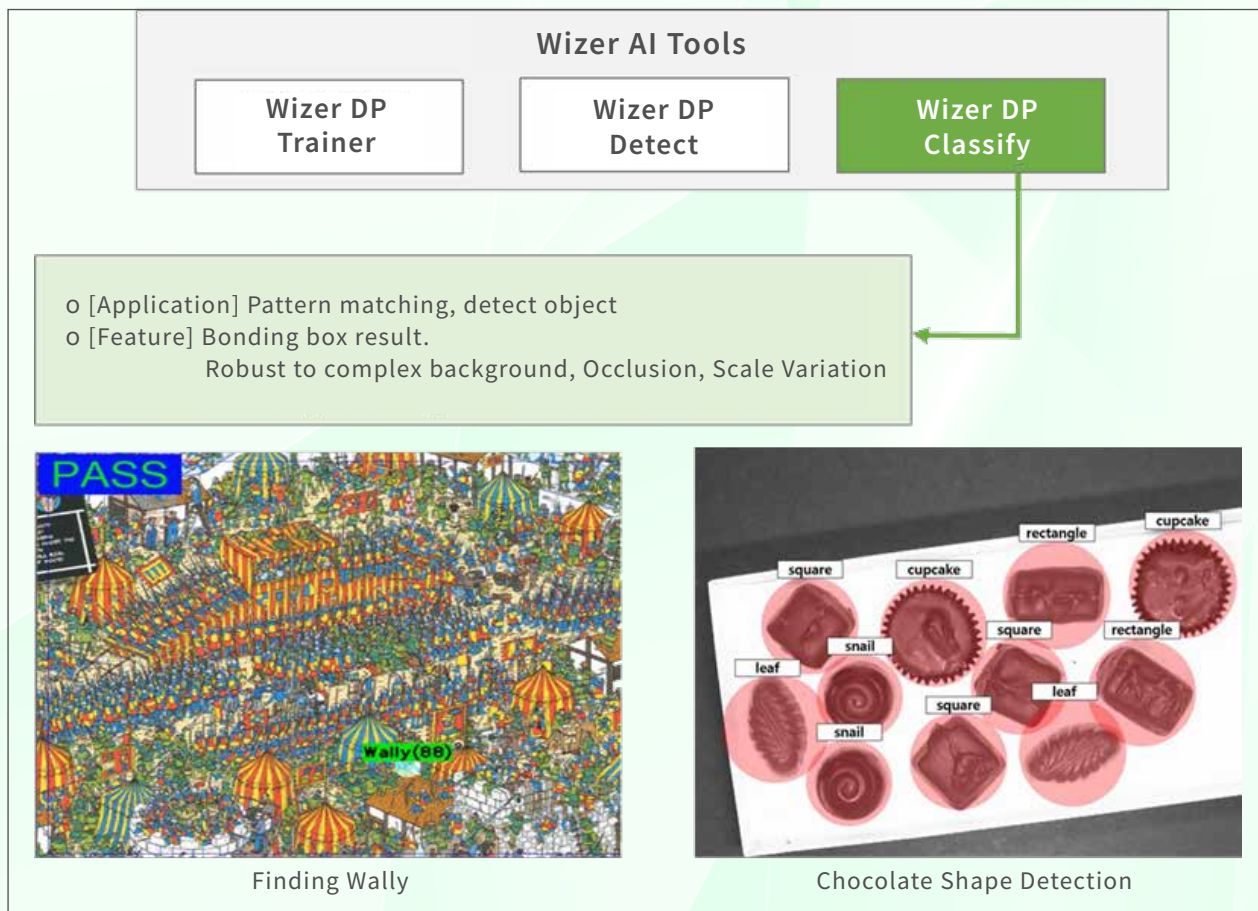 Wizer AI Tools
Wizer DP
Trainer
Wizer DP
Detect
Wizer DP
Classify
o [Application] Pattern matching, detect object
o [Feature] Bonding box result.
Robust to complex background, Occlusion, Scale Variation
PASS
Wally(88)
Finding Wally
cupcake
rectangle
square
cupcake
square
rectangle
snail
leaf
leaf
square
snail
Chocolate Shape Detection